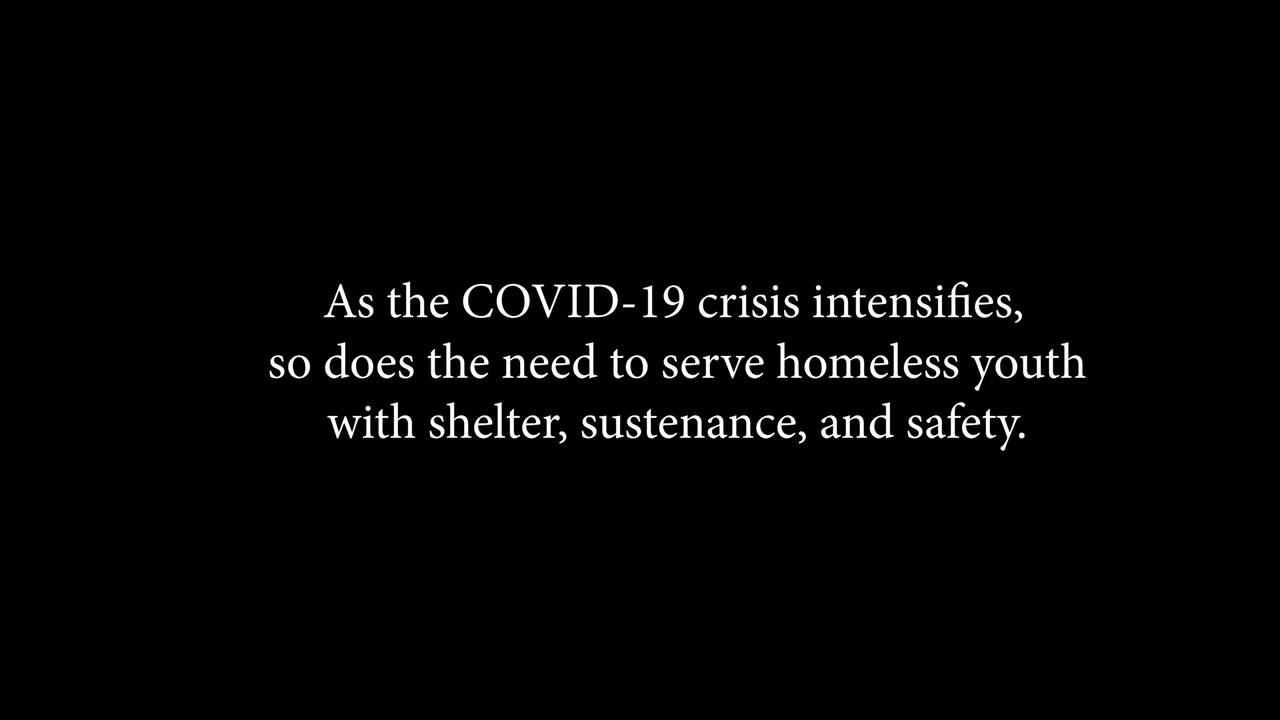 As the COVID-19 crisis intensifies,
so does the need to serve homeless youth
with shelter, sustenance, and safety.